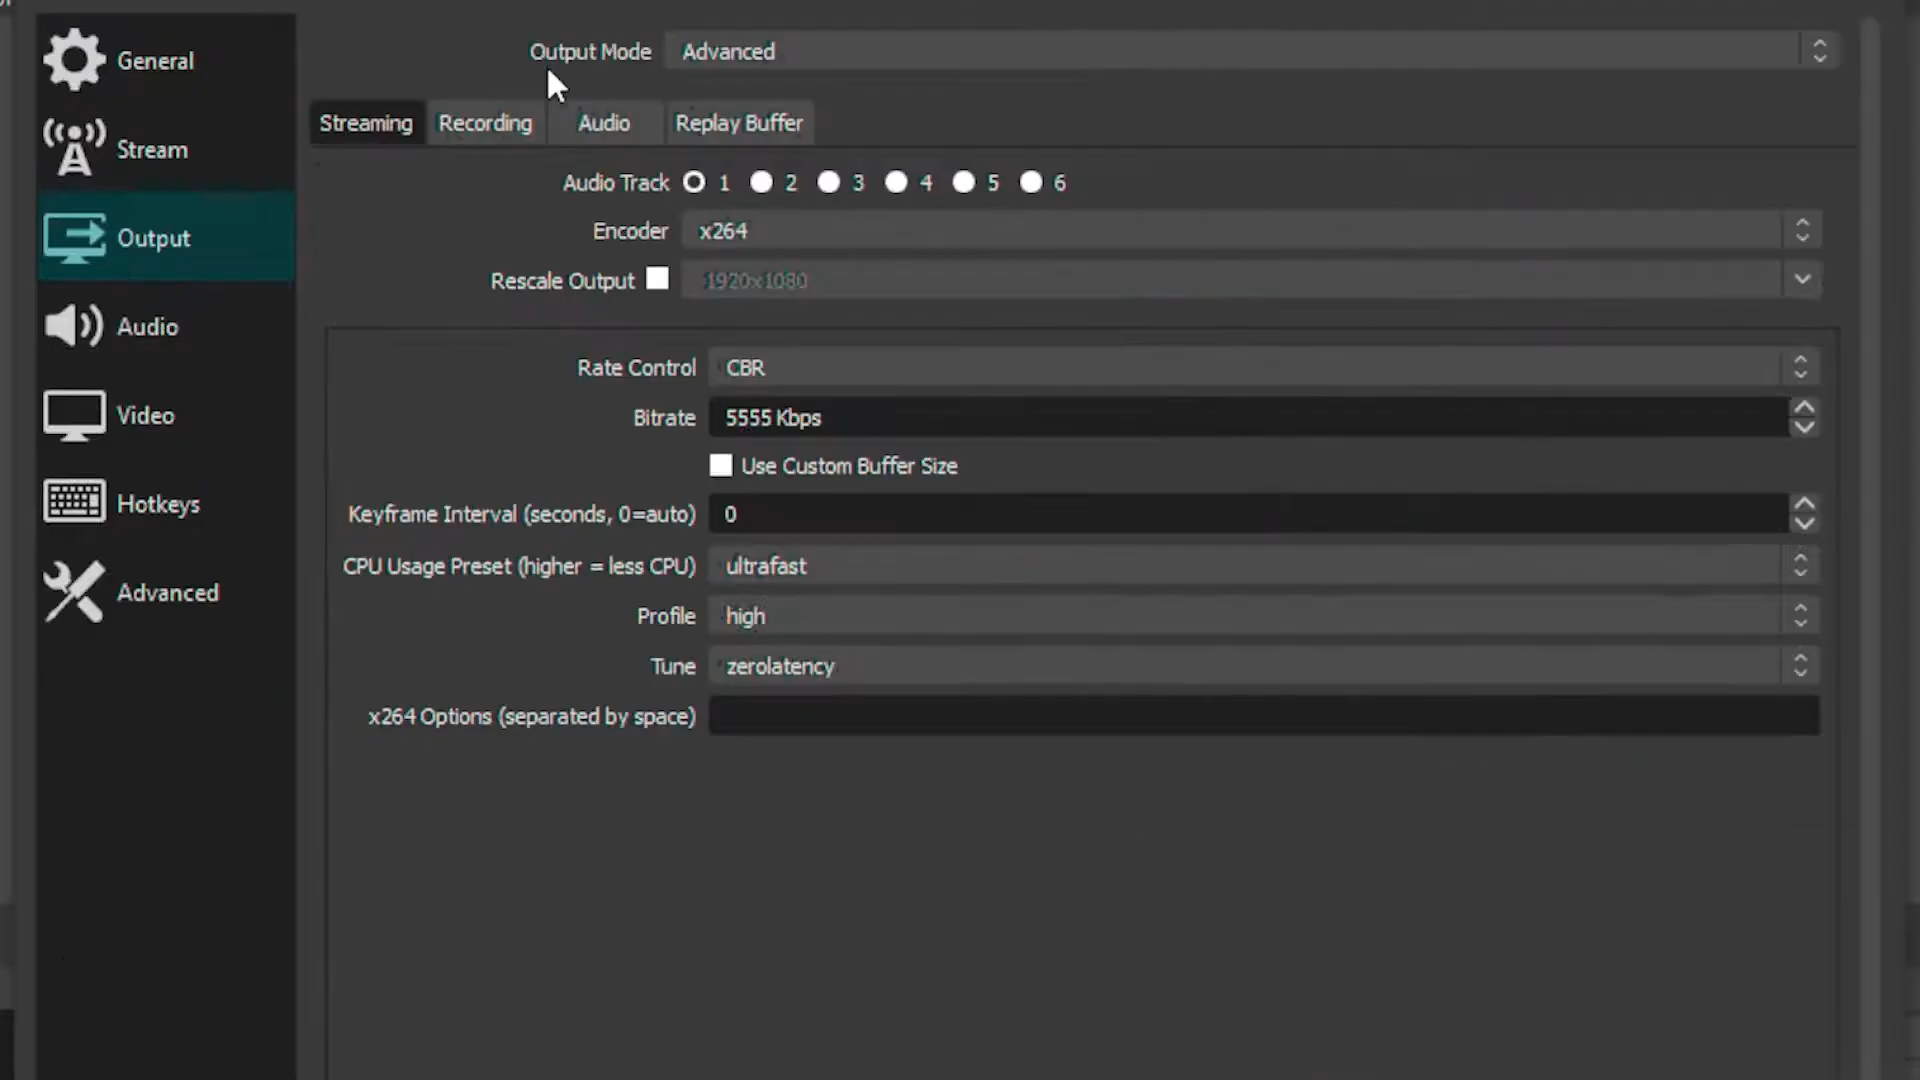 General
Stream
Output
Audio
Video
Hotkeys
Advanced
Output Mode Advanced
Streaming Recording Audio Replay Buffer
Audio Track 1 2 3 4 5 6
Encoder x264
Rescale Output 1920x1080
Rate Control CBR
Bitrate 5555 Kbps
Use Custom Buffer Size
Keyframe Interval (seconds, 0=auto) 0
CPU Usage Preset (higher = less CPU) ultrafast
Profile high
Tune zerolatency
x264 Options (separated by space)